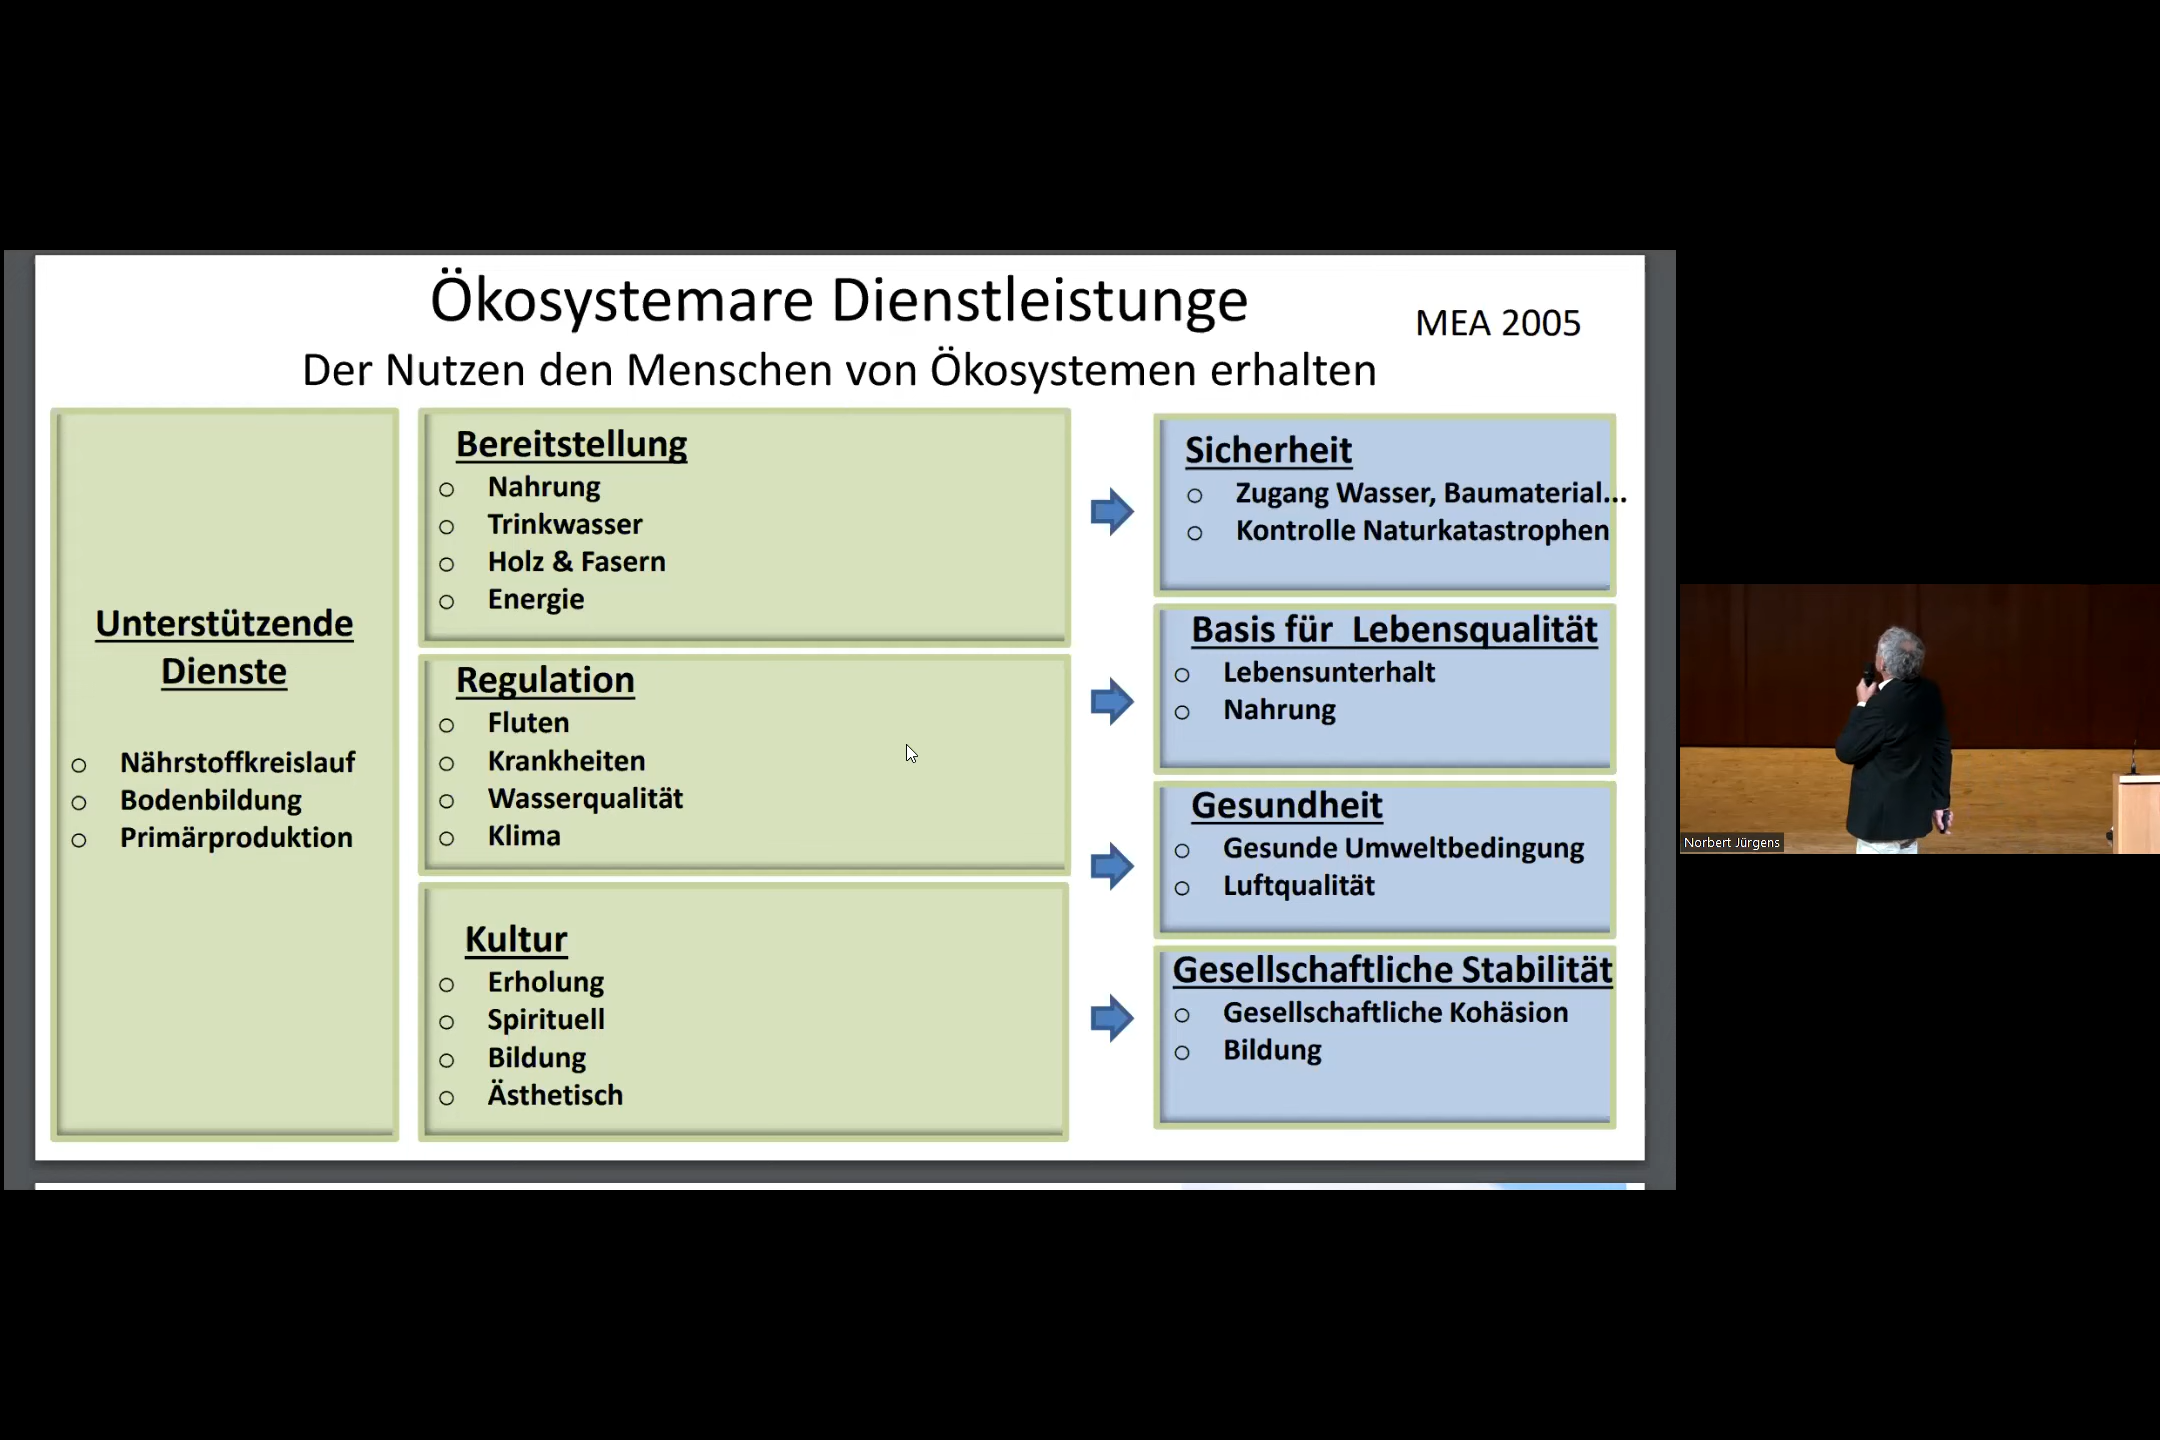 Ökosystemare Dienstleistunge
MEA 2005
Der Nutzen den Menschen von Ökosystemen erhalten
Unterstützende
Dienste
Nährstoffkreislauf
Bodenbildung
Primärproduktion
Bereitstellung
Nahrung
Trinkwasser
Holz & Fasern
Energie
Regulation
Fluten
Krankheiten
Wasserqualität
Klima
Kultur
Erholung
Spirituell
Bildung
Ästhetisch
Sicherheit
Zugang Wasser, Baumaterial...
Kontrolle Naturkatastrophen
Basis für Lebensqualität
Lebensunterhalt
Nahrung
Gesundheit
Gesunde Umweltbedingung
Luftqualität
Gesellschaftliche Stabilität
Gesellschaftliche Kohäsion
Bildung
Norbert Jürgens